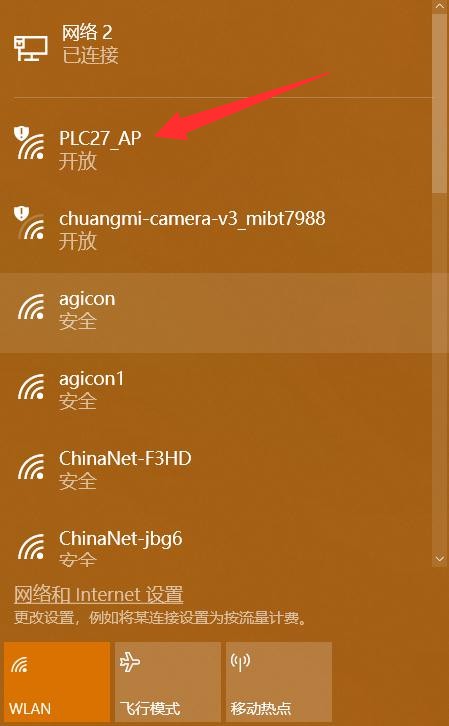 网络 2
已连接
PLC27_AP
开放
chuangmi-camera-v3_mibt7988
开放
agicon
安全
agicon1
安全
ChinaNet-F3HD
安全
ChinaNet-jbg6
安全
网络和 Internet 设置
更改设置，例如将某连接设置为按流量计费。
WLAN
飞行模式
移动热点